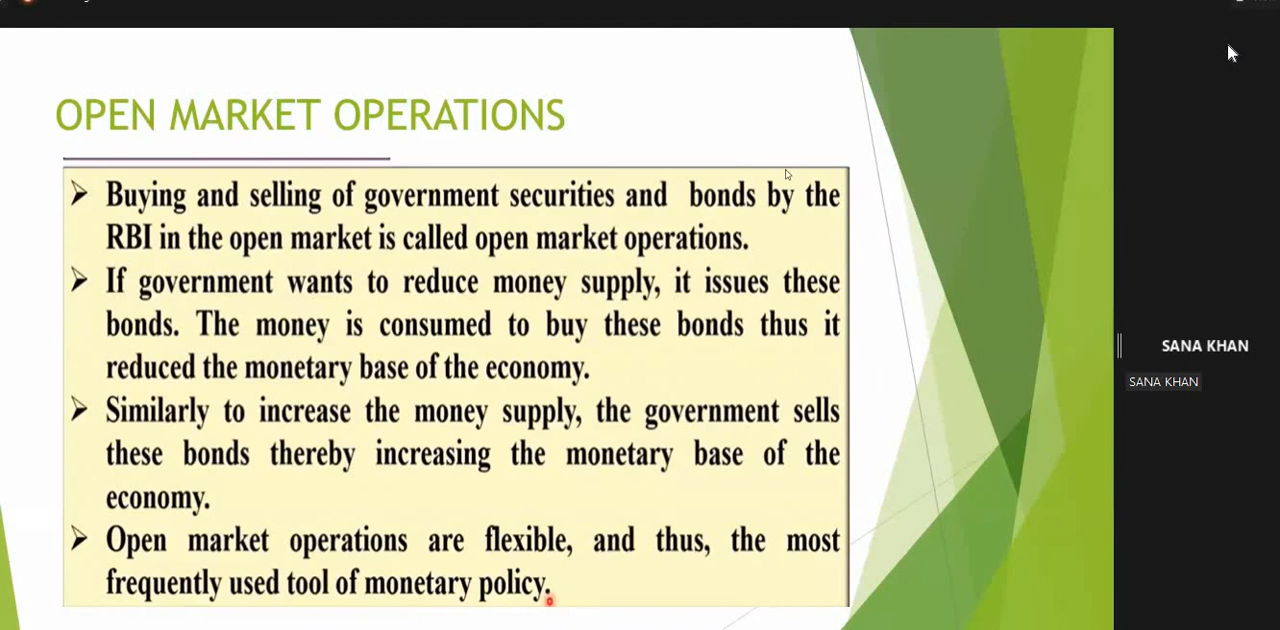 OPEN MARKET OPERATIONS
Buying and selling of government securities and bonds by the
RBI in the open market is called open market operations.
If government wants to reduce money supply, it issues these
bonds. The money is consumed to buy these bonds thus it
reduced the monetary base of the economy.
Similarly to increase the money supply, the government sells
these bonds thereby increasing the monetary base of the
economy.
Open market operations are flexible, and thus, the most
frequently used tool of monetary policy.
SANA KHAN
SANA KHAN